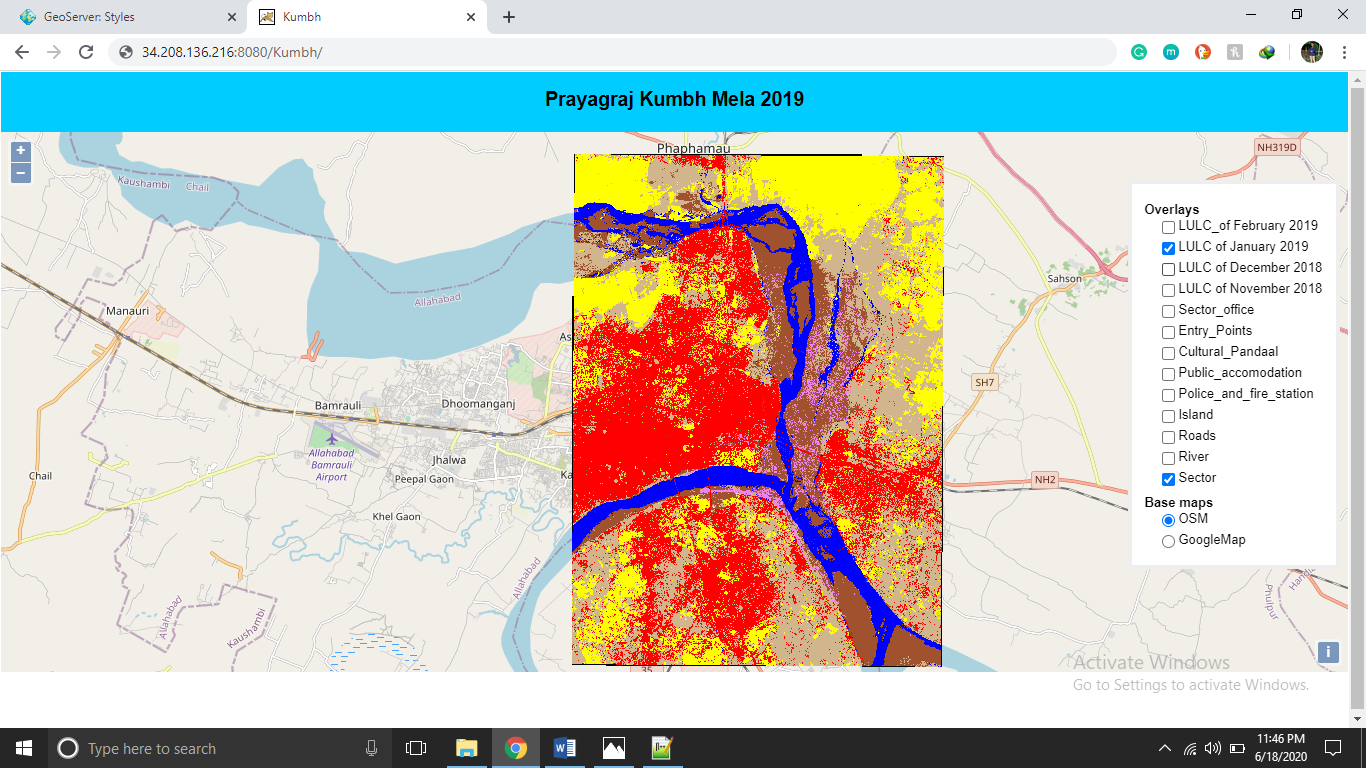 GeoServer: Styles
Kumbh
34.208.136.216:8080/Kumbh/
Prayagraj Kumbh Mela 2019
+
−
Phaphamau
NH319D
Kaushambi
Chail
Allahabad
Manauri
Sahson
As
SH7
Bamrauli
Dhoomanganj
Allahabad
Bamrauli
Airport
Jhalwa
Peepal Gaon
Ka
Chail
NH2
Khel Gaon
Allahabad
Allahabad
Kaushambi
Phulpur
Hand
35
Overlays
LULC_of February 2019
LULC of January 2019
LULC of December 2018
LULC of November 2018
Sector_office
Entry_Points
Cultural_Pandaal
Public_accomodation
Police_and_fire_station
Island
Roads
River
Sector
Base maps
OSM
GoogleMap
i
Activate Windows
Go to Settings to activate Windows.
Type here to search
11:46 PM
6/18/2020